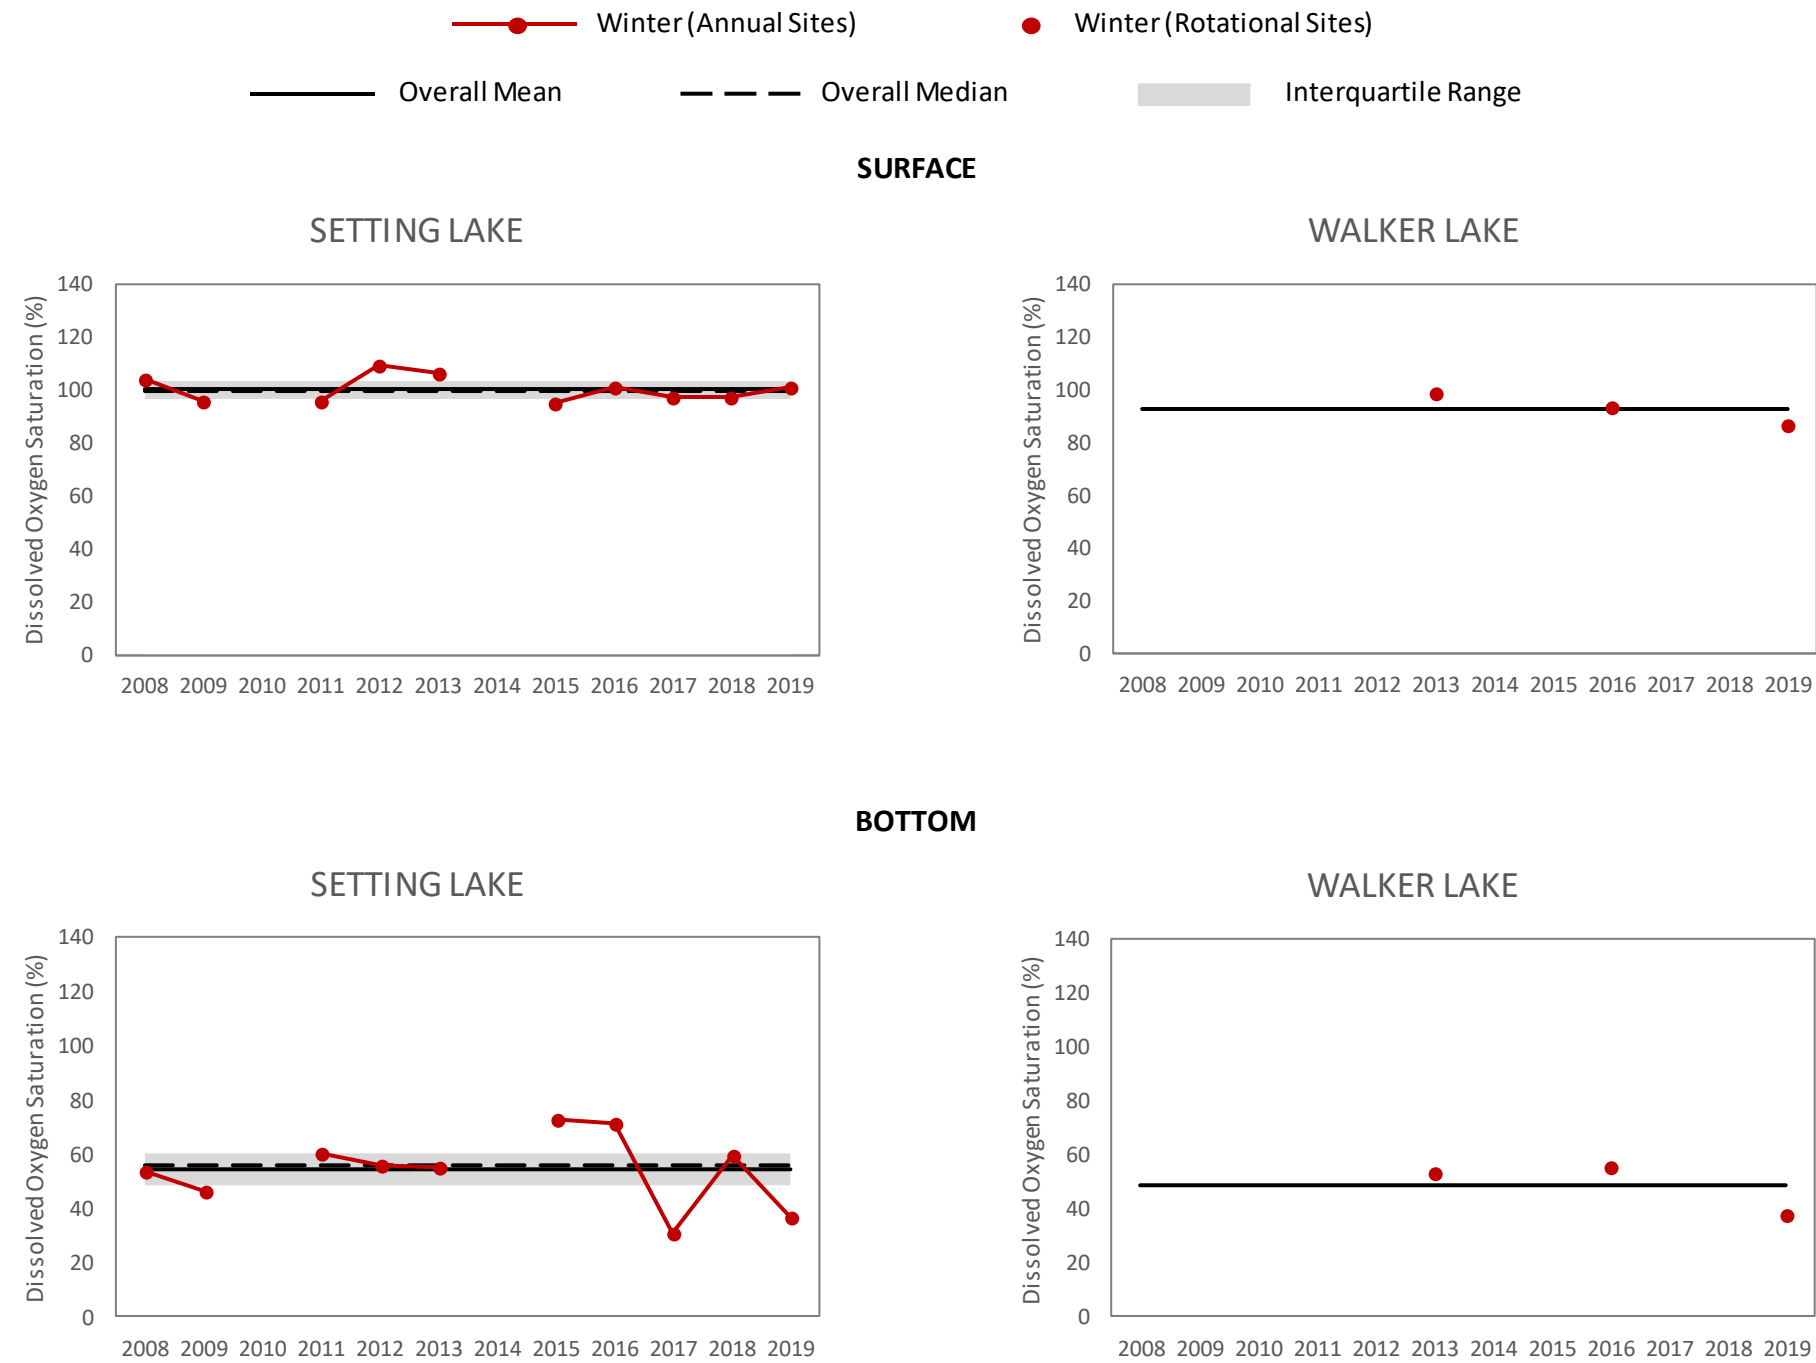 Winter (Annual Sites) Winter (Rotational Sites)
Overall Mean Overall Median Interquartile Range
SURFACE
SETTING LAKE
Dissolved Oxygen Saturation (%)
140
120
100
80
60
40
20
0
2008 2009 2010 2011 2012 2013 2014 2015 2016 2017 2018 2019
WALKER LAKE
Dissolved Oxygen Saturation (%)
140
120
100
80
60
40
20
0
2008 2009 2010 2011 2012 2013 2014 2015 2016 2017 2018 2019
BOTTOM
SETTING LAKE
Dissolved Oxygen Saturation (%)
140
120
100
80
60
40
20
0
2008 2009 2010 2011 2012 2013 2014 2015 2016 2017 2018 2019
WALKER LAKE
Dissolved Oxygen Saturation (%)
140
120
100
80
60
40
20
0
2008 2009 2010 2011 2012 2013 2014 2015 2016 2017 2018 2019